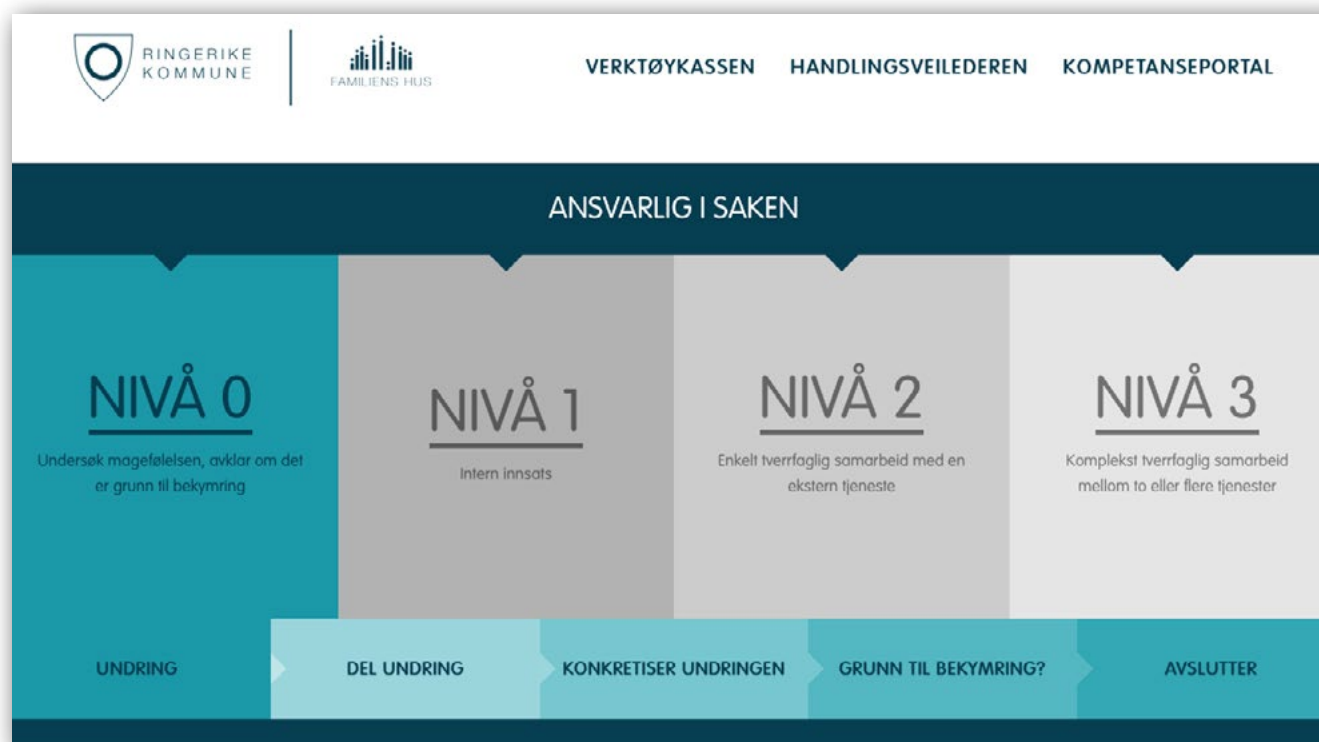 RINGERIKE
KOMMUNE
FAMILIENS HUS
VERKTØYKASSEN
HANDLINGSVEILEDEREN
KOMPETANSEPORTAL
ANSVARLIG I SAKEN
NIVÅ 0
Undersøk magefølelsen, avklar om det
er grunn til bekymring
NIVÅ 1
Intern innsats
NIVÅ 2
Enkelt tverrfaglig samarbeid med en
ekstern tjeneste
NIVÅ 3
Komplekst tverrfaglig samarbeid
mellom to eller flere tjenester
UNDRING
DEL UNDRING
KONKRETISER UNDRINGEN
GRUNN TIL BEKYMRING?
AVSLUTTER